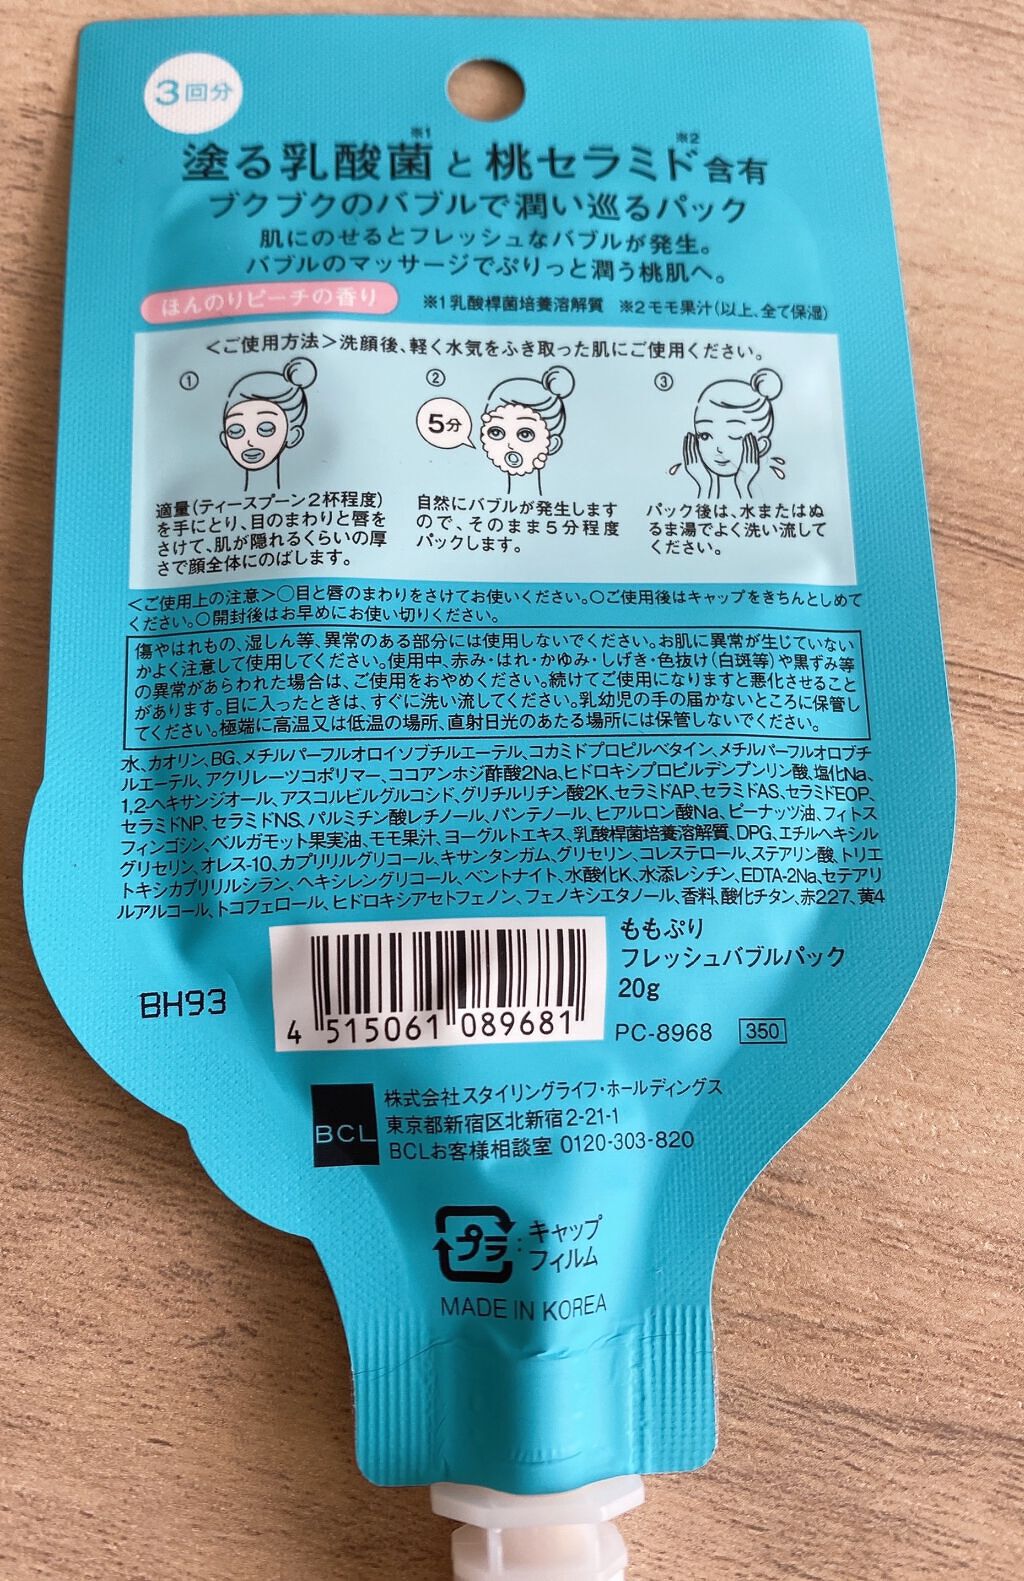 3回分
塗る乳酸菌※1と桃セラミド※2含有
ブクブクのバブルで潤い巡るパック
肌にのせるとフレッシュなバブルが発生。
バブルのマッサージでぷりっと潤う桃肌へ。
ほんのりピーチの香り
※1乳酸桿菌培養溶解質 ※2モモ果汁(以上、全て保湿)
<ご使用方法>洗顔後、軽く水気をふき取った肌にご使用ください。
①
適量(ティースプーン2杯程度)
を手にとり、目のまわりと唇を
さけて、肌が隠れるくらいの厚
さで顔全体にのばします。
②
5分
自然にバブルが発生します
ので、そのまま5分程度
パックします。
③
パック後は、水またはぬ
るま湯でよく洗い流して
ください。
<ご使用上の注意>○目と唇のまわりをさけてお使いください。○ご使用後はキャップをきちんとしめて
ください。○開封後はお早めにお使い切りください。
傷やはれもの、湿しん等、異常のある部分には使用しないでください。お肌に異常が生じていない
かよく注意して使用してください。使用中、赤み・はれ・かゆみ・しげき・色抜け(白斑等)や黒ずみ等
の異常があらわれた場合は、ご使用をおやめください。続けてご使用になりますと悪化させること
があります。目に入ったときは、すぐに洗い流してください。乳幼児の手の届かないところに保管し
てください。極端に高温又は低温の場所、直射日光のあたる場所には保管しないでください。
水、カオリン、BG、メチルパーフルオロイソブチルエーテル、コカミドプロピルベタイン、メチルパーフルオロブチ
ルエーテル、アクリレーツコポリマー、ココアンホジ酢酸2Na、ヒドロキシプロピルデンプンリン酸、塩化Na、
1,2-ヘキサンジオール、アスコルビルグルコシド、グリチルリチン酸2K、セラミドAP、セラミドAS、セラミドEOP、
セラミドNP、セラミドNS、パルミチン酸レチノール、パンテノール、ヒアルロン酸Na、ピーナッツ油、フィトス
フィンゴシン、ベルガモット果実油、モモ果汁、ヨーグルトエキス、乳酸桿菌培養溶解質、DPG、エチルヘキシル
グリセリン、オレス-10、カプリリルグリコール、キサンタンガム、グリセリン、コレステロール、ステアリン酸、トリエ
トキシカプリリルシラン、ヘキシレングリコール、ベントナイト、水酸化K、水添レシチン、EDTA-2Na、セテアリ
ルアルコール、トコフェロール、ヒドロキシアセトフェノン、フェノキシエタノール、香料、酸化チタン、赤227、黄4
ももぷり
フレッシュバブルパック
20g
BH93
4 515061 089681
PC-8968 350
BCL
株式会社スタイリングライフ・ホールディングス
東京都新宿区北新宿2-21-1
BCLお客様相談室 0120-303-820
プラ:キャップ
フィルム
MADE IN KOREA